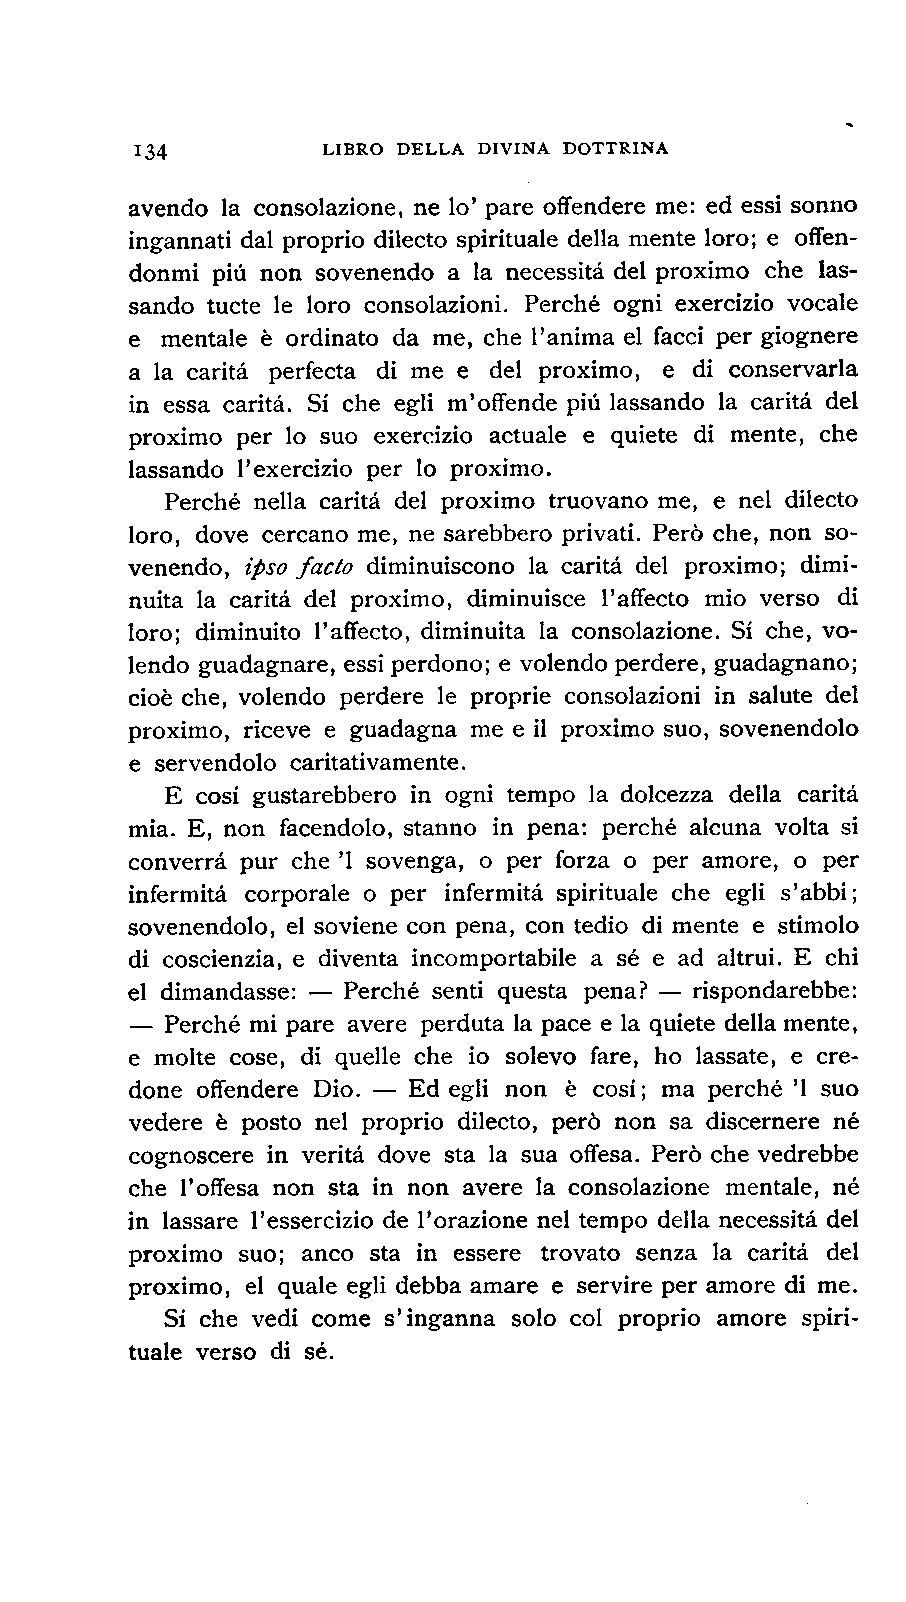 134 LIBRO DELLA DIVINA DOTTRINA
avendo la consolazione, ne lo' pare offendere me: ed essi sonno
ingannati dal proprio dilecto spirituale della mente loro; e offen-
donmi piú non sovenendo a la necessitá del proximo che las-
sando tucte le loro consolazioni. Perché ogni exercizio vocale
e mentale è ordinato da me, che l'anima el facci per giognere
a la caritá perfecta di me e del proximo, e di conservarla
in essa caritá. Sí che egli m'offende piú lassando la caritá del
proximo per lo suo exercizio actuale e quiete di mente, che
lassando l'exercizio per lo proximo.
Perché nella caritá del proximo truovano me, e nel dilecto
loro, dove cercano me, ne sarebbero privati. Però che, non so-
venendo, ipso facto diminuiscono la caritá del proximo; dimi-
nuita la caritá del proximo, diminuisce l'affecto mio verso di
loro; diminuito l'affecto, diminuita la consolazione. Sí che, vo-
lendo guadagnare, essi perdono; e volendo perdere, guadagnano;
cioè che, volendo perdere le proprie consolazioni in salute del
proximo, riceve e guadagna me e il proximo suo, sovenendolo
e servendolo caritativamente.
E cosí gustarebbero in ogni tempo la dolcezza della caritá
mia. E, non facendolo, stanno in pena: perché alcuna volta si
converrá pur che 'l sovenga, o per forza o per amore, o per
infermitá corporale o per infermitá spirituale che egli s'abbi;
sovenendolo, el soviene con pena, con tedio di mente e stimolo
di coscienzia, e diventa incomportabile a sé e ad altrui. E chi
el dimandasse: — Perché senti questa pena? — rispondarebbe:
— Perché mi pare avere perduta la pace e la quiete della mente,
e molte cose, di quelle che io solevo fare, ho lassate, e cre-
done offendere Dio. — Ed egli non è cosí; ma perché 'l suo
vedere è posto nel proprio dilecto, però non sa discernere né
cognoscere in veritá dove sta la sua offesa. Però che vedrebbe
che l'offesa non sta in non avere la consolazione mentale, né
in lassare l'essercizio de l'orazione nel tempo della necessitá del
proximo suo; anco sta in essere trovato senza la caritá del
proximo, el quale egli debba amare e servire per amore di me.
Sí che vedi come s'inganna solo col proprio amore spiri-
tuale verso di sé.